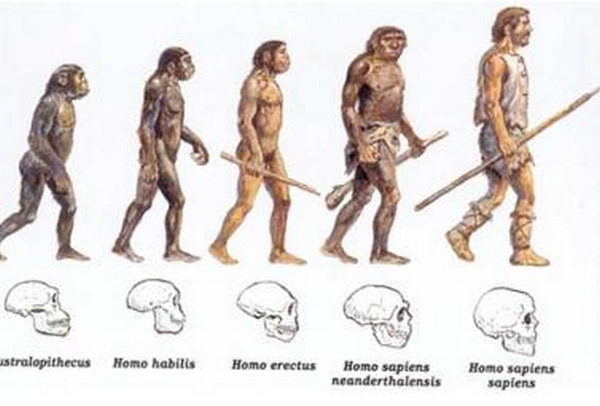 ustralopithecus
Homo habilis
Homo erectus
Homo sapiens
neanderthalensis
Homo sapiens
sapiens